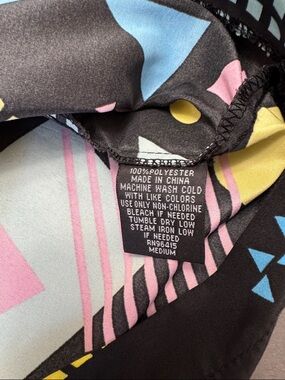 100% POLYESTER
MADE IN CHINA
MACHINE WASH COLD
WITH LIKE COLORS
USE ONLY NON-CHLORINE
BLEACH IF NEEDED
TUMBLE DRY LOW
STEAM IRON LOW
IF NEEDED
RN96415
MEDIUM